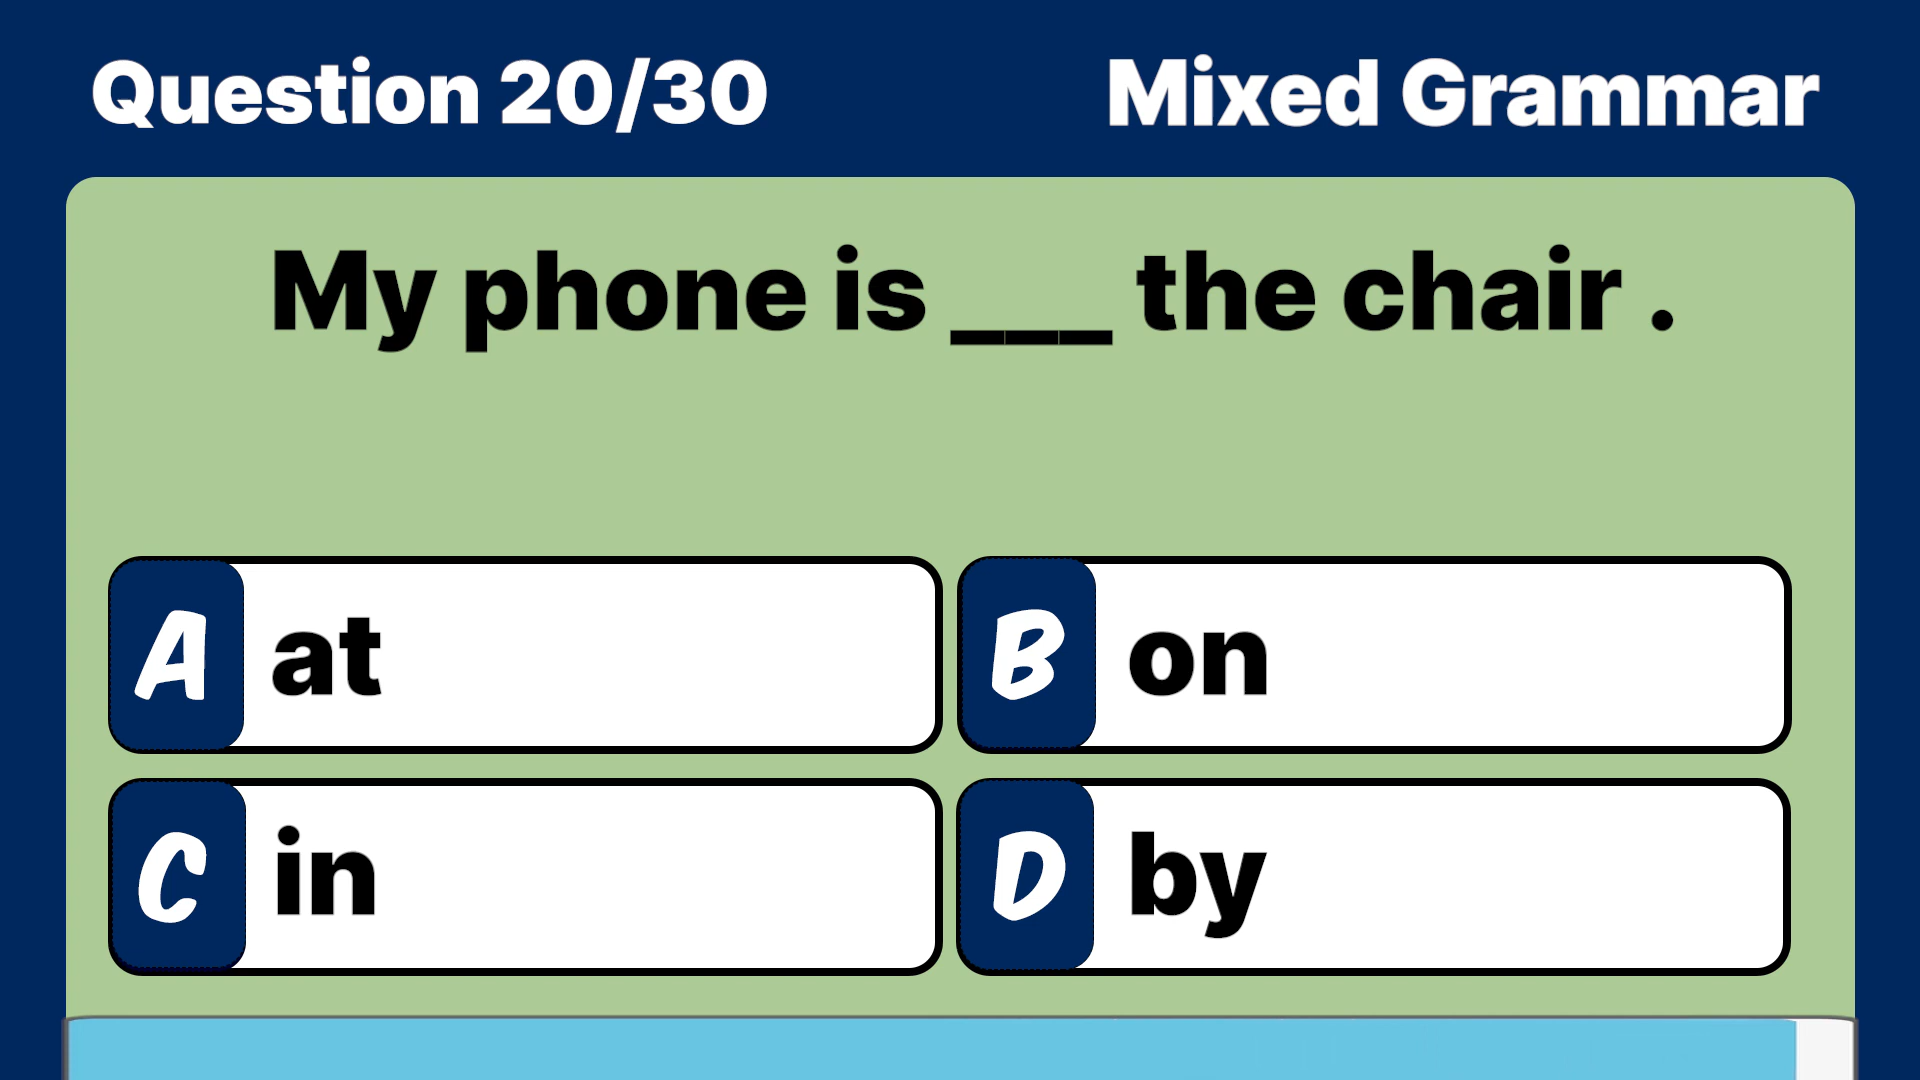 Question 20/30
Mixed Grammar
My phone is ___ the chair .
A at
B on
C in
D by